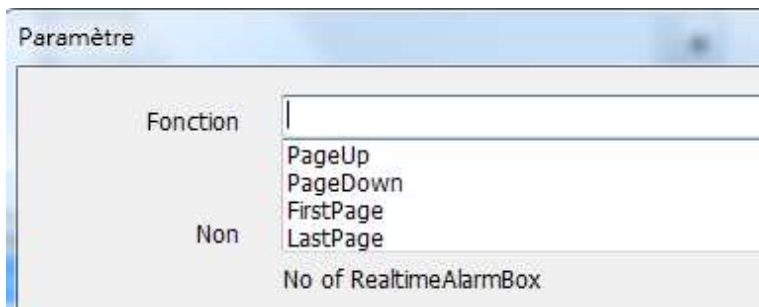 Paramètre
Fonction
PageUp
PageDown
FirstPage
Non LastPage
No of RealtimeAlarmBox